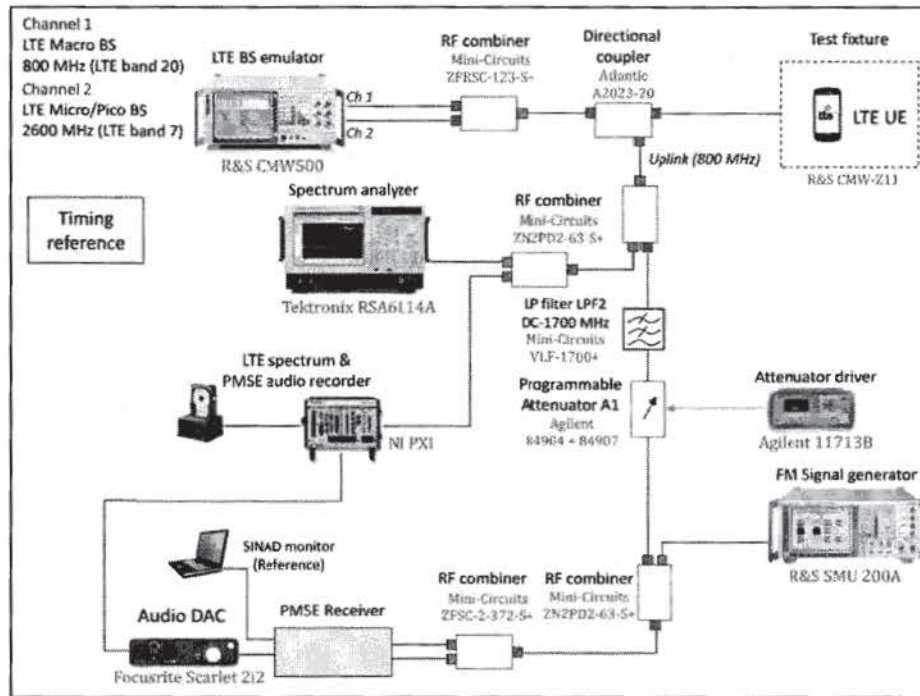 Channel 1
LTE Macro BS
800 MHz (LTE band 20)
Channel 2
LTE Micro/Pico BS
2600 MHz (LTE band 7)
LTE BS emulator
Ch 1
Ch 2
R&S CMW500
RF combiner
Mini-Circuits
ZFRSC-123-S+
Directional
coupler
Atlantic
A2023-20
Test fixture
LTE UE
R&S CMW-Z11
Uplink (800 MHz)
Timing
reference
Spectrum analyzer
Tektronix RSA6114A
RF combiner
Mini-Circuits
ZN2PD2-63-S+
LP filter LPF2
DC-1700 MHz
Mini-Circuits
VLF-1700+
LTE spectrum &
PMSE audio recorder
NI PXI
Programmable
Attenuator A1
Agilent
84904 + 84907
Attenuator driver
Agilent 11713B
FM Signal generator
R&S SMU 200A
SINAD monitor
(Reference)
Audio DAC
Focusrite Scarlet 2i2
PMSE Receiver
RF combiner
Mini-Circuits
ZFSC-2-372-S+
RF combiner
Mini-Circuits
ZN2PD2-63-S+